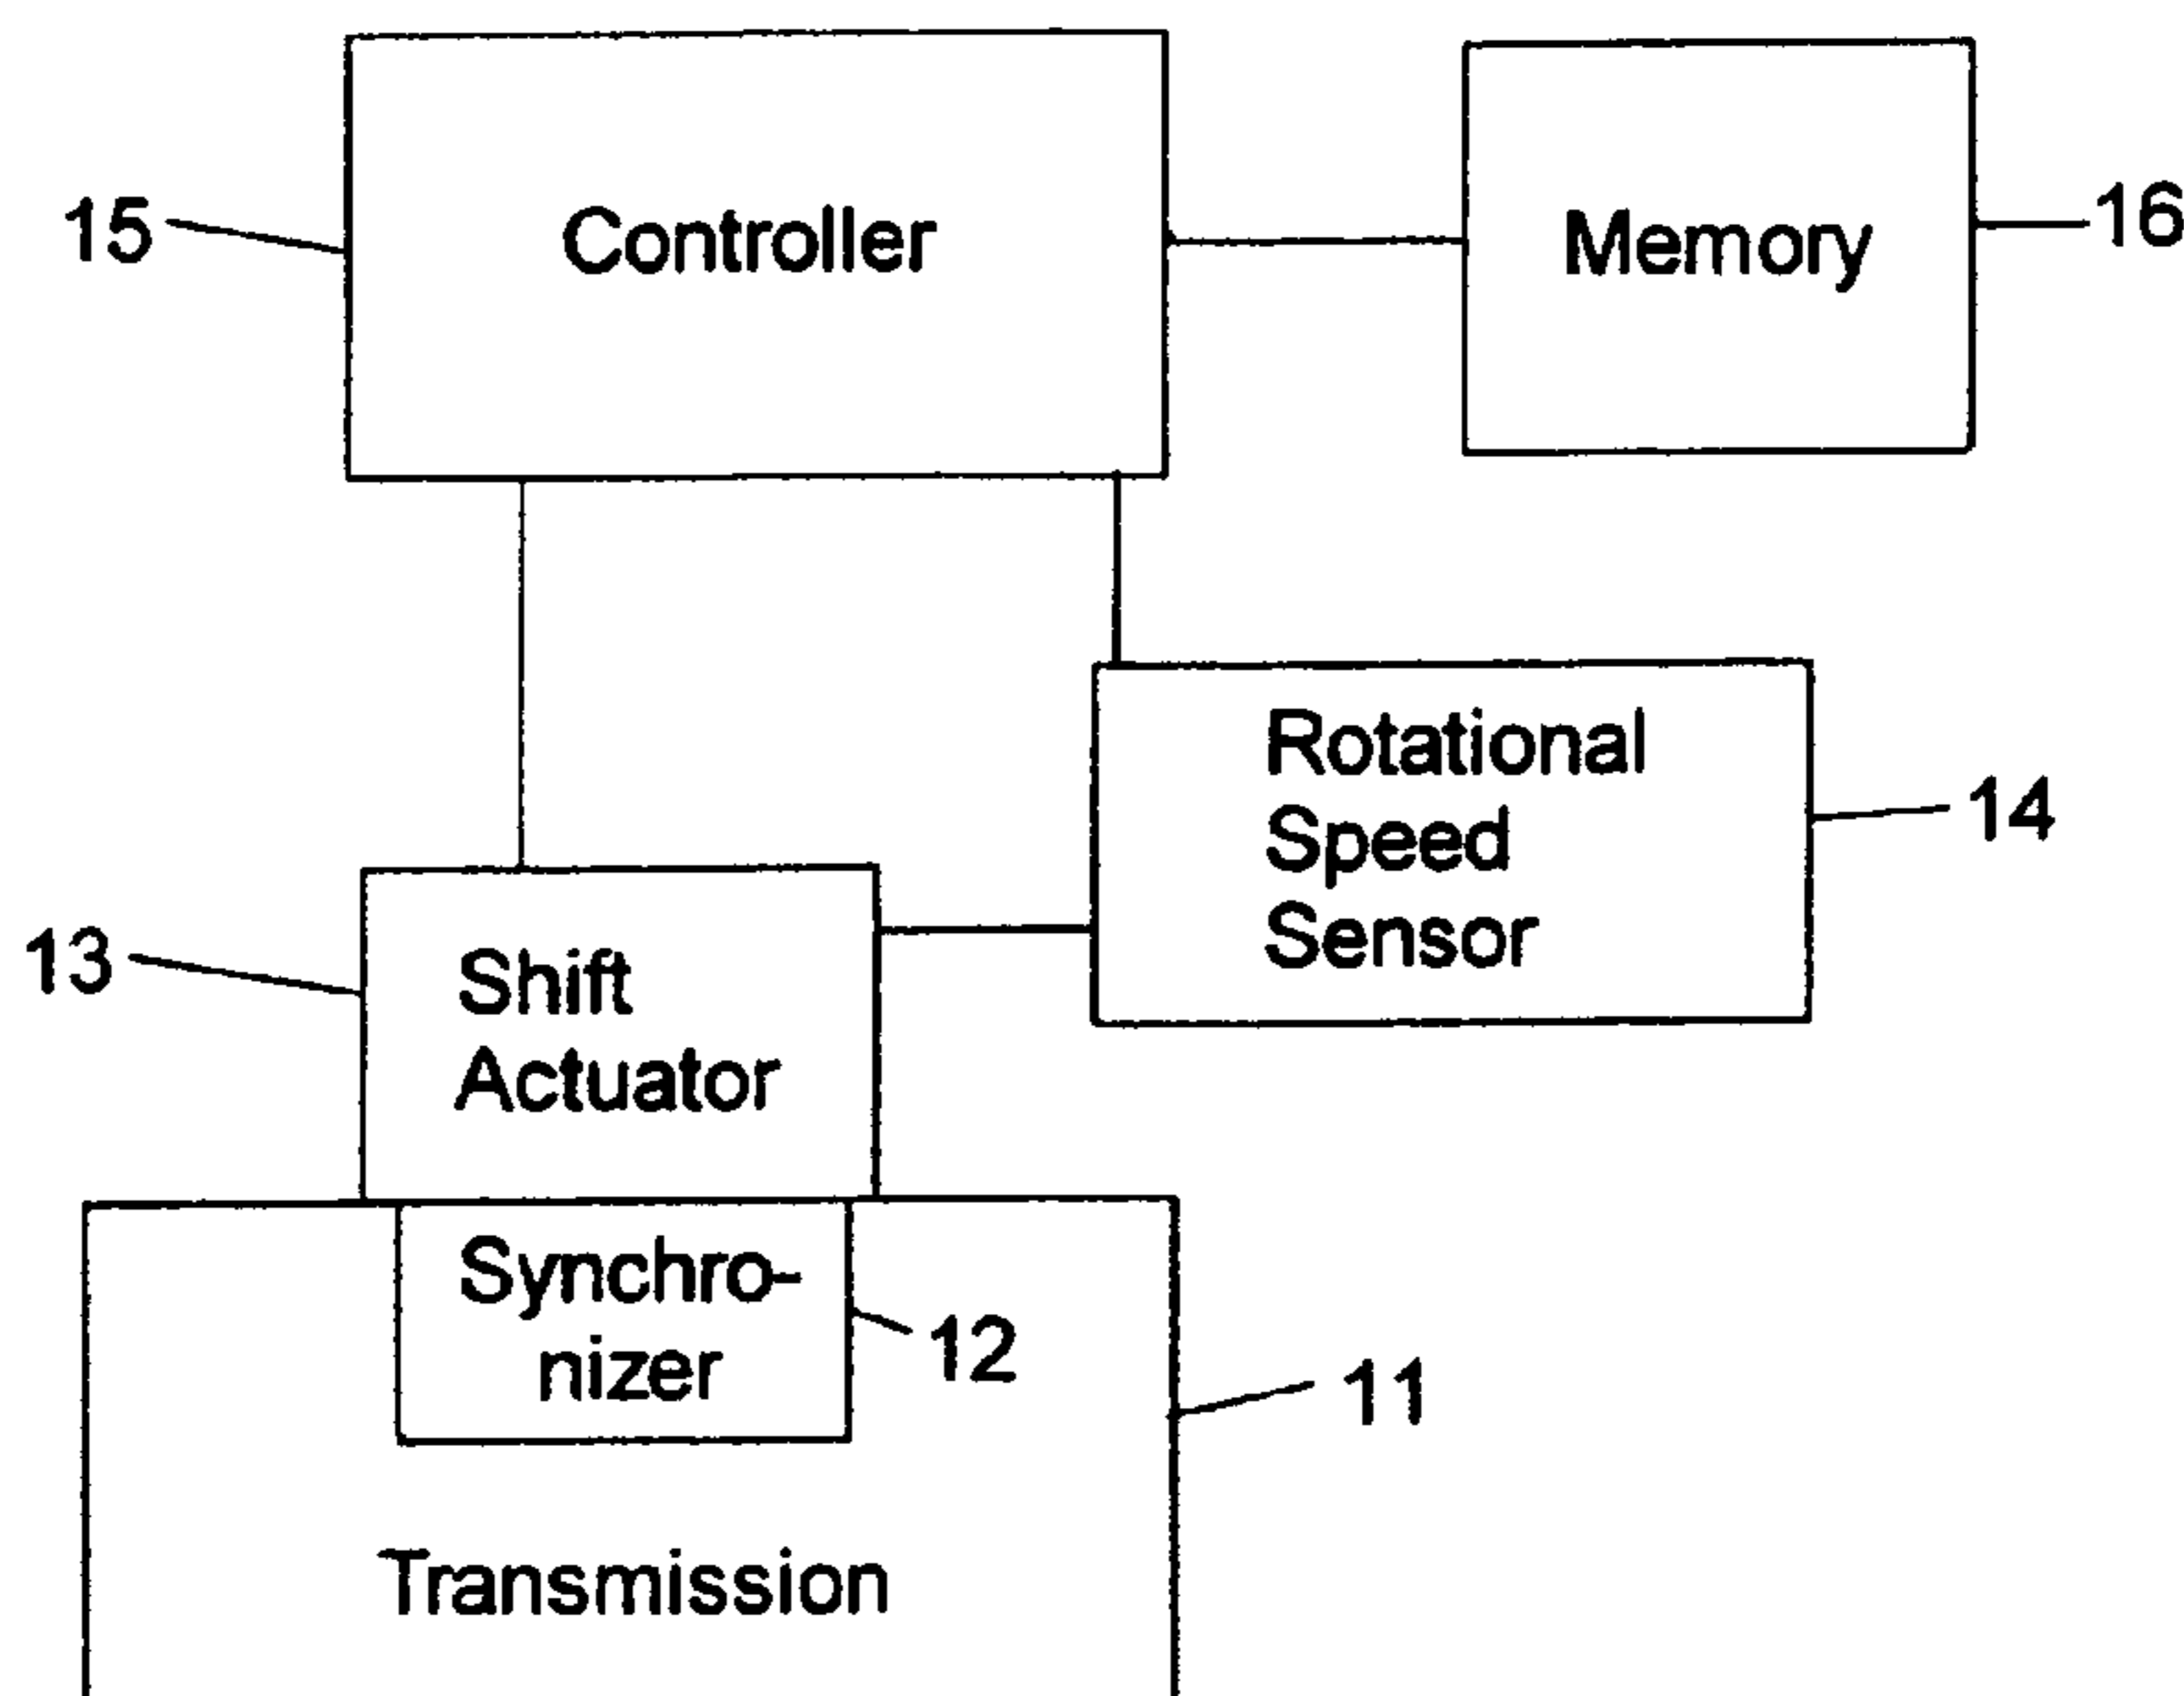 15
Controller
Memory
16
Rotational
Speed
Sensor
14
13
Shift
Actuator
Synchro-
nizer
12
11
Transmission